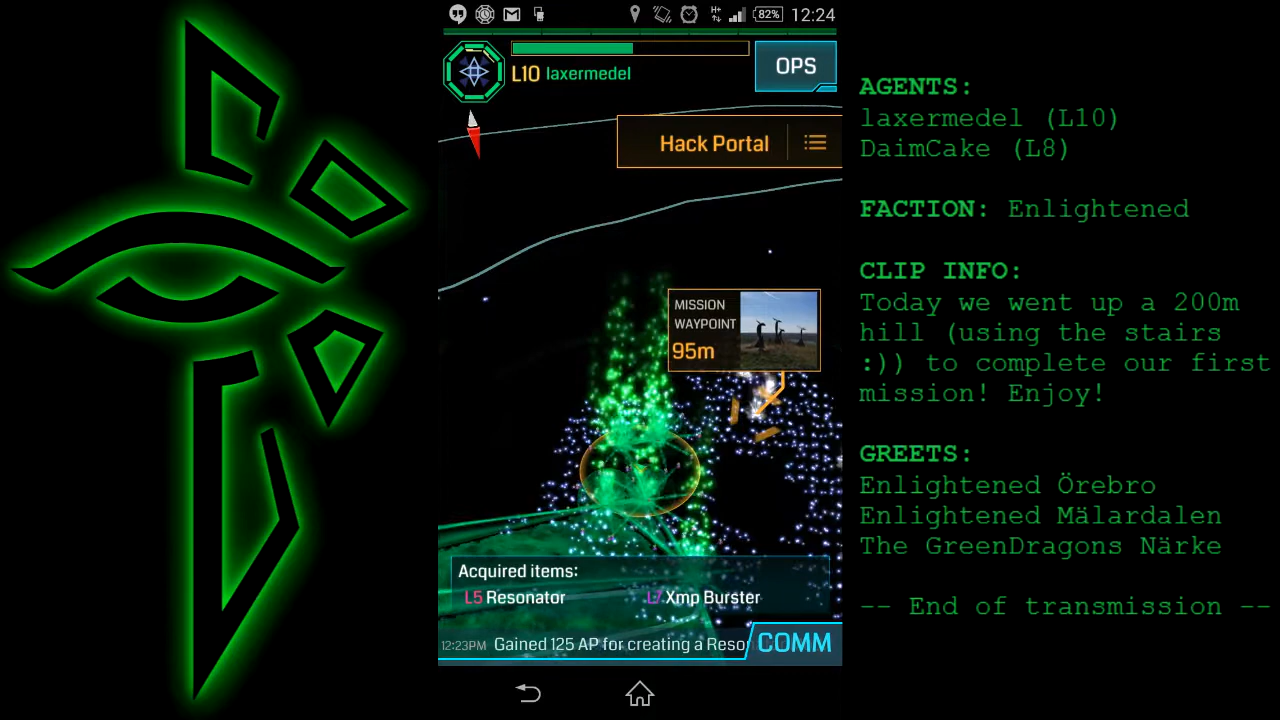 82% 12:24
L10 laxermedel
OPS
Hack Portal
MISSION
WAYPOINT
95m
Acquired items:
L5 Resonator L7 Xmp Burster
12:23PM Gained 125 AP for creating a Reson
COMM
AGENTS:
laxermedel (L10)
DaimCake (L8)
FACTION: Enlightened
CLIP INFO:
Today we went up a 200m
hill (using the stairs
:)) to complete our first
mission! Enjoy!
GREETS:
Enlightened Örebro
Enlightened Mälardalen
The GreenDragons Närke
-- End of transmission --